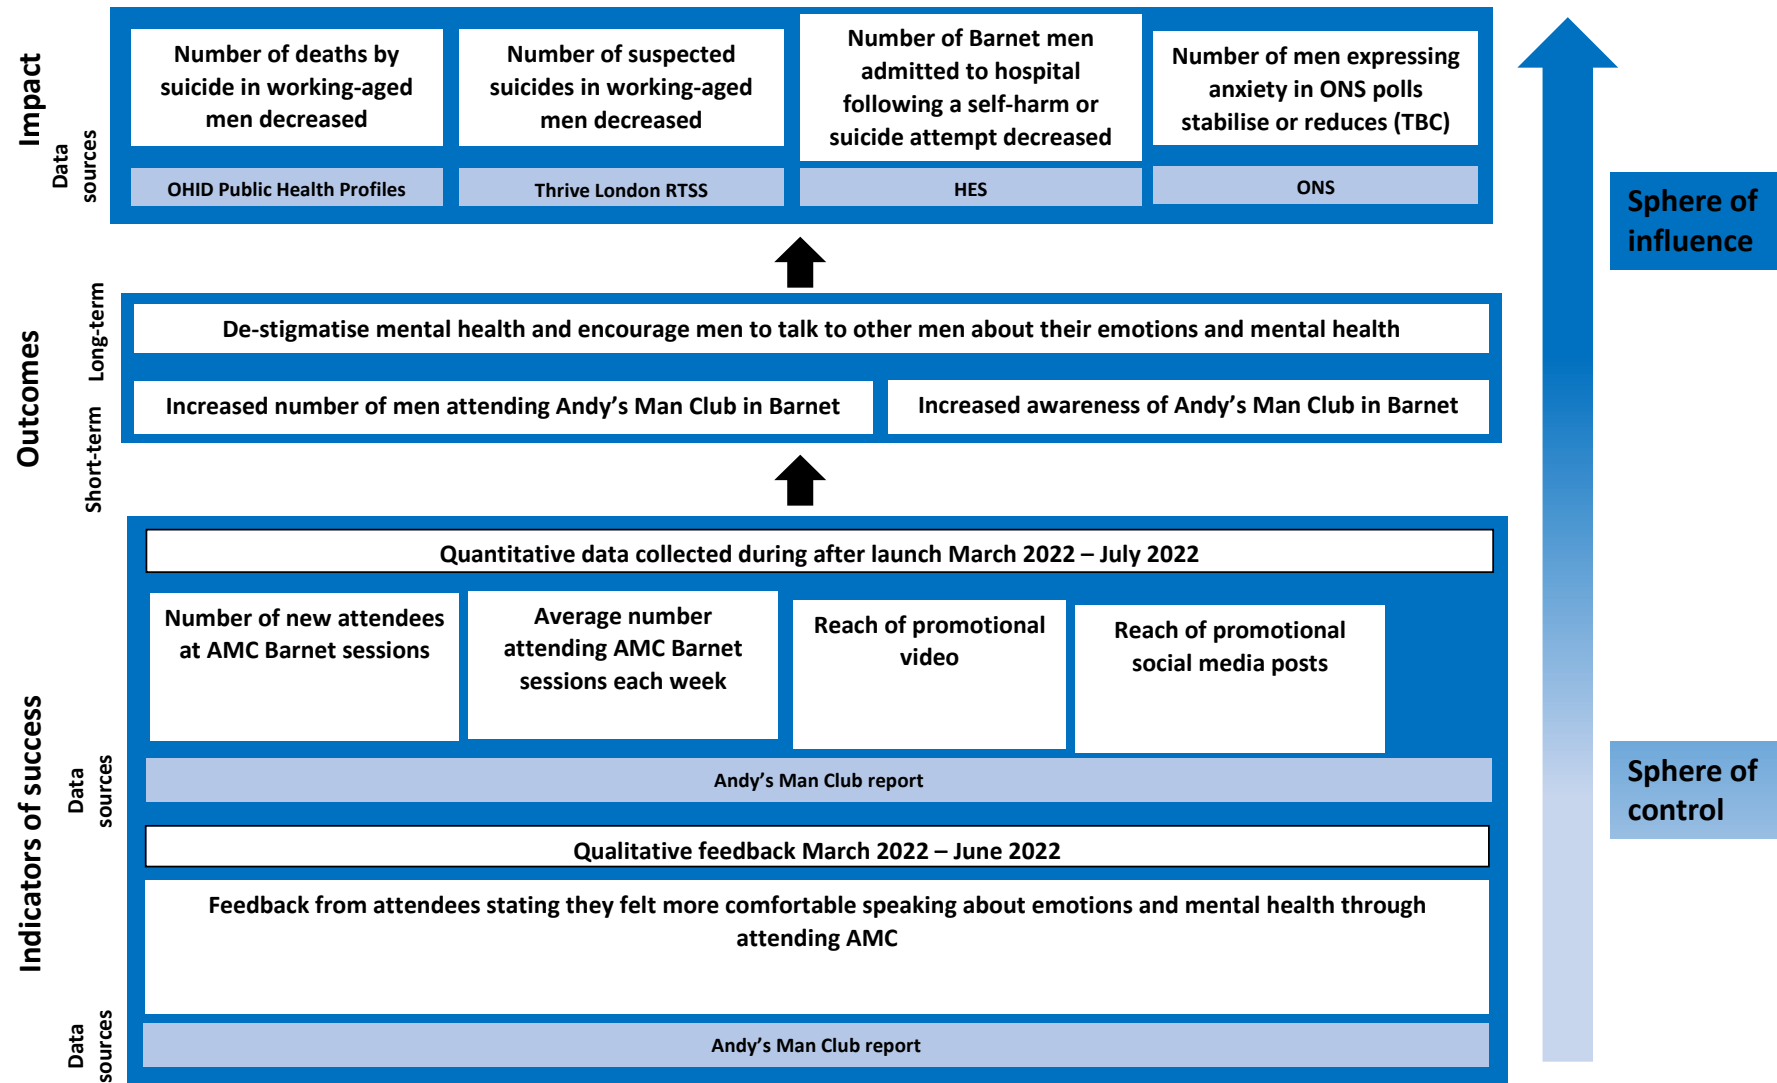 Impact
Data
sources
Number of deaths by
suicide in working-aged
men decreased
Number of suspected
suicides in working-aged
men decreased
Number of Barnet men
admitted to hospital
following a self-harm or
suicide attempt decreased
Number of men expressing
anxiety in ONS polls
stabilise or reduces (TBC)
OHID Public Health Profiles
Thrive London RTSS
HES
ONS
Sphere of
influence
Outcomes
Long-term
De-stigmatise mental health and encourage men to talk to other men about their emotions and mental health
Short-term
Increased number of men attending Andy’s Man Club in Barnet
Increased awareness of Andy’s Man Club in Barnet
Indicators of success
Quantitative data collected during after launch March 2022 – July 2022
Number of new attendees
at AMC Barnet sessions
Average number
attending AMC Barnet
sessions each week
Reach of promotional
video
Reach of promotional
social media posts
Data
sources
Andy’s Man Club report
Sphere of
control
Qualitative feedback March 2022 – June 2022
Feedback from attendees stating they felt more comfortable speaking about emotions and mental health through
attending AMC
Data
sources
Andy’s Man Club report